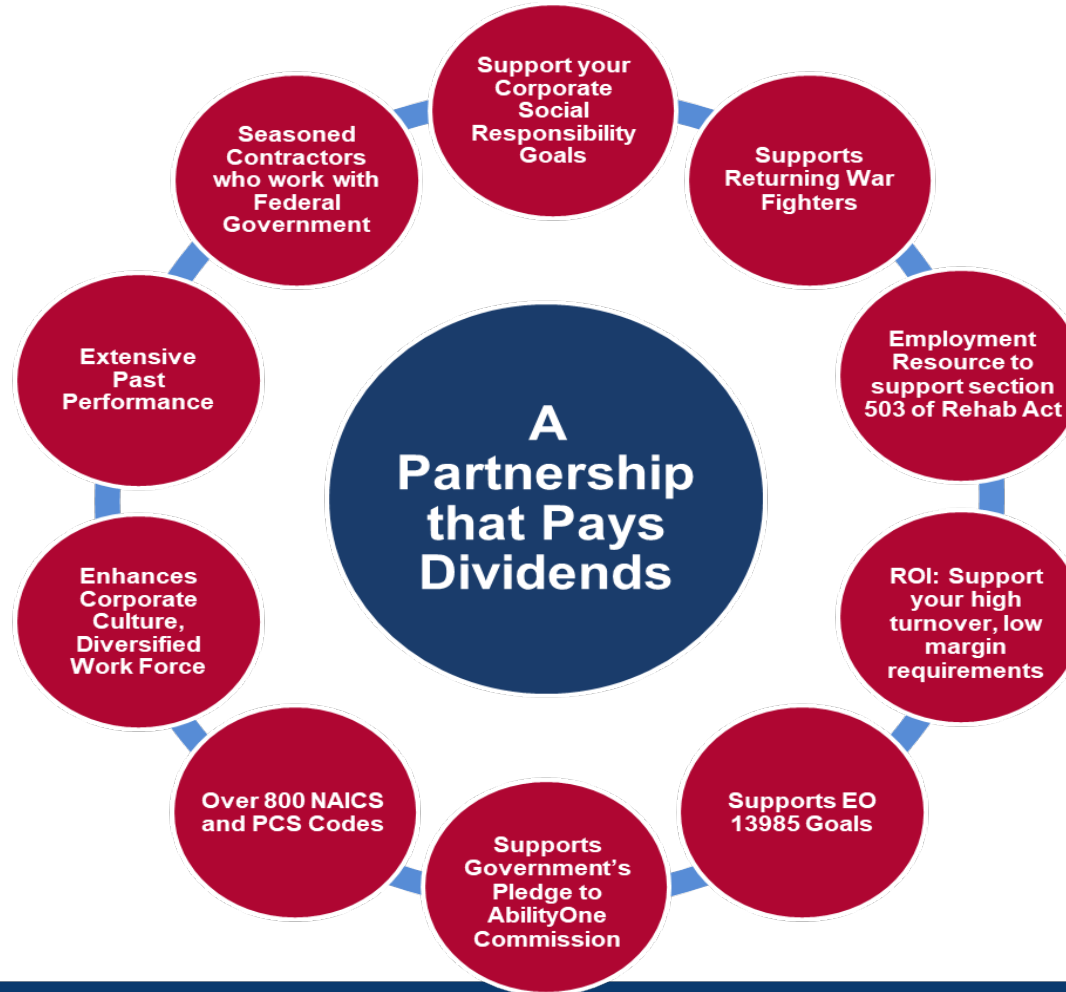 Support your
Corporate
Social
Responsibility
Goals
Supports
Returning War
Fighters
Employment
Resource to
support section
503 of Rehab Act
ROI: Support
your high
turnover, low
margin
requirements
Supports EO
13985 Goals
Supports
Government’s
Pledge to
AbilityOne
Commission
Over 800 NAICS
and PCS Codes
Enhances
Corporate
Culture,
Diversified
Work Force
Extensive
Past
Performance
Seasoned
Contractors
who work with
Federal
Government
A
Partnership
that Pays
Dividends